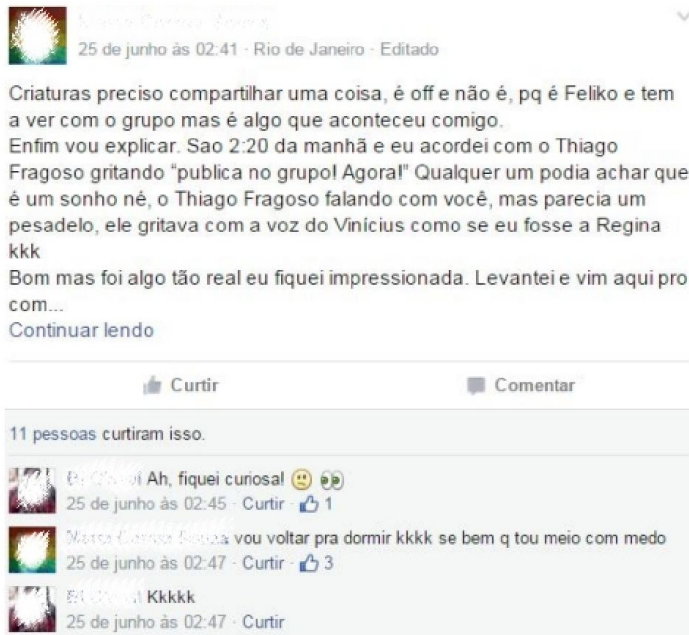 25 de junho às 02:41 · Rio de Janeiro · Editado
Criaturas preciso compartilhar uma coisa, é off e não é, pq é Feliko e tem
a ver com o grupo mas é algo que aconteceu comigo.
Enfim vou explicar. Sao 2:20 da manhã e eu acordei com o Thiago
Fragoso gritando “publica no grupo! Agora!” Qualquer um podia achar que
é um sonho né, o Thiago Fragoso falando com você, mas parecia um
pesadelo, ele gritava com a voz do Vinícius como se eu fosse a Regina
kkk
Bom mas foi algo tão real eu fiquei impressionada. Levantei e vim aqui pro
com...
Continuar lendo
Curtir Comentar
11 pessoas curtiram isso.
Ah, fiquei curiosa!
25 de junho às 02:45 · Curtir · 1
vou voltar pra dormir kkkk se bem q tou meio com medo
25 de junho às 02:47 · Curtir · 3
Kkkkk
25 de junho às 02:47 · Curtir